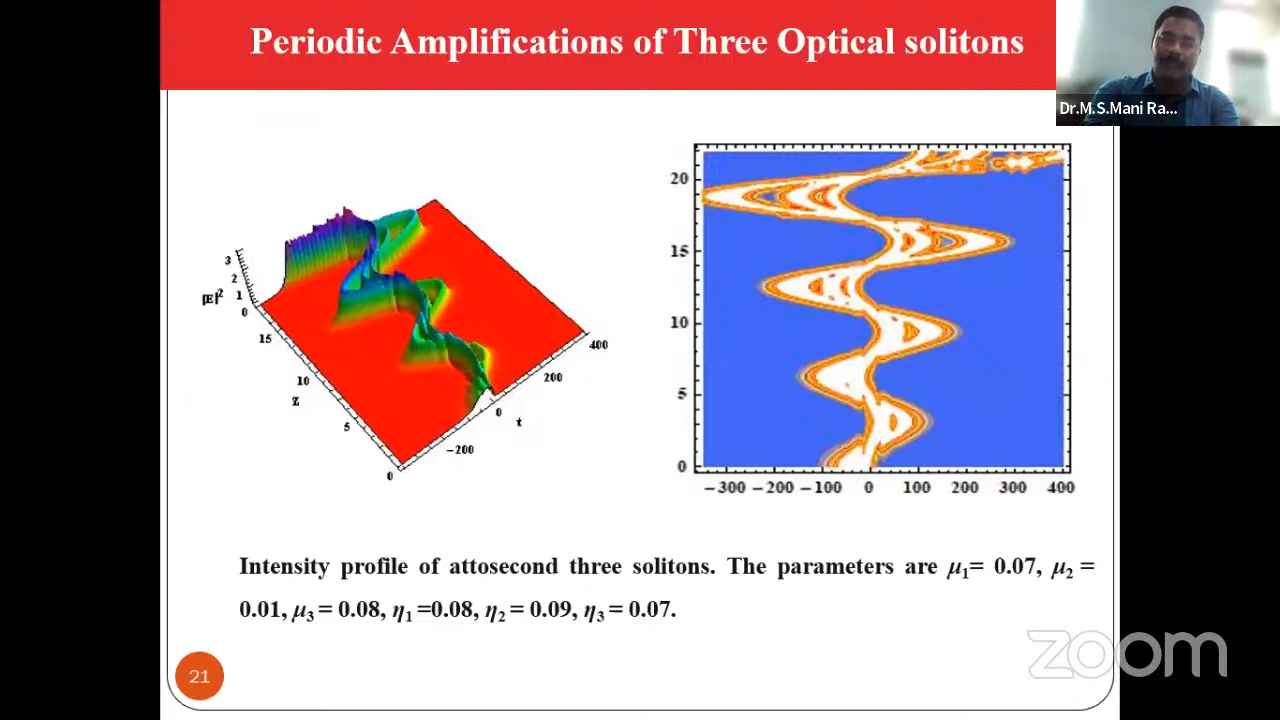 Periodic Amplifications of Three Optical solitons
Dr.M.S.Mani Ra...
3
2
|E|² 1
0
15
10
z
5
0
-200
0
t
200
400
20
15
10
5
0
−300 −200 −100 0 100 200 300 400
Intensity profile of attosecond three solitons. The parameters are μ₁= 0.07, μ₂ =
0.01, μ₃ = 0.08, η₁ =0.08, η₂ = 0.09, η₃ = 0.07.
zoom
21